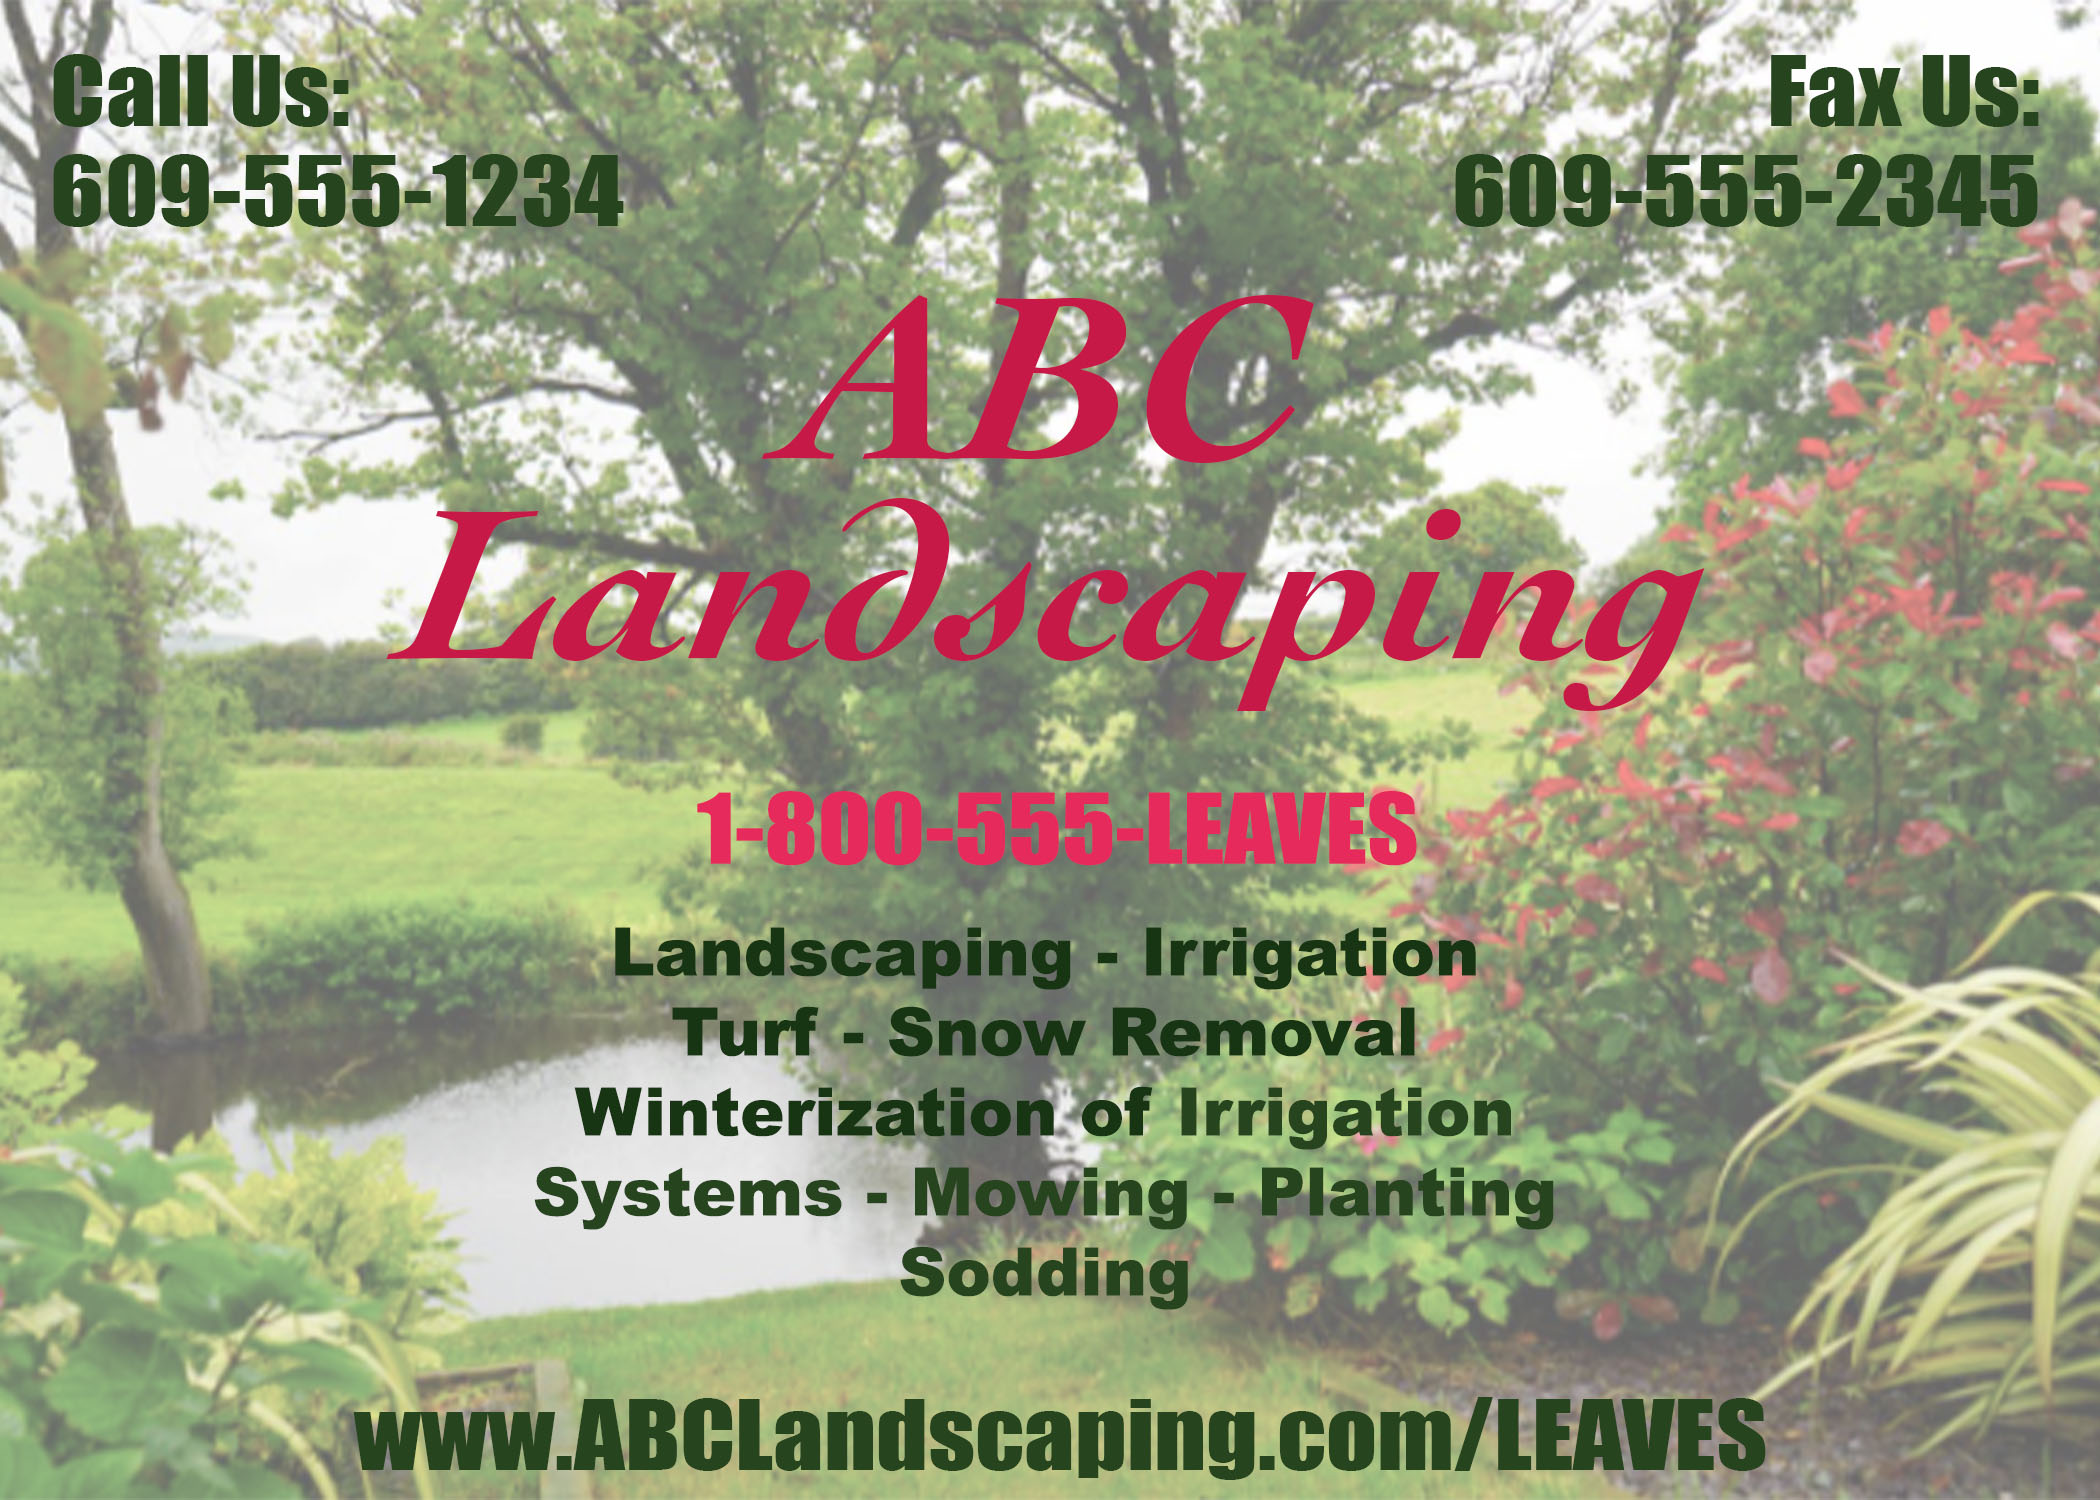 Call Us:
609-555-1234
Fax Us:
609-555-2345
ABC
Landscaping
1-800-555-LEAVES
Landscaping - Irrigation
Turf - Snow Removal
Winterization of Irrigation
Systems - Mowing - Planting
Sodding
www.ABCLandscaping.com/LEAVES